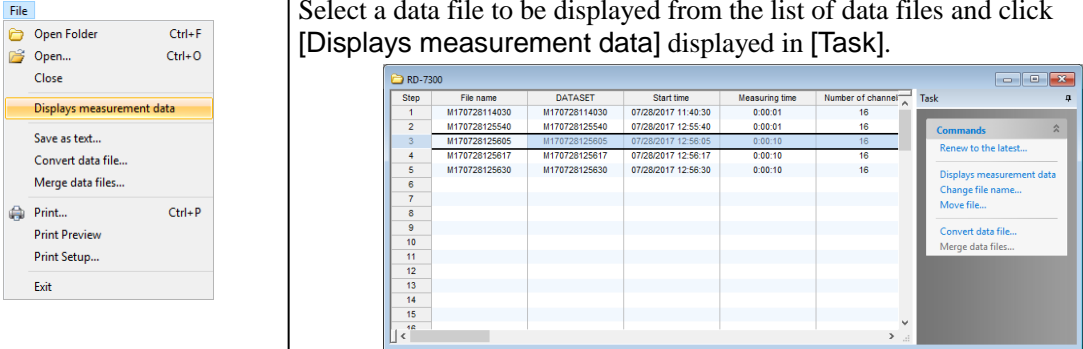 File
Open Folder Ctrl+F
Open... Ctrl+O
Close
Displays measurement data
Save as text...
Convert data file...
Merge data files...
Print... Ctrl+P
Print Preview
Print Setup...
Exit
Select a data file to be displayed from the list of data files and click
[Displays measurement data] displayed in [Task].
RD-7300
Step File name DATASET Start time Measuring time Number of channel
1 M170728114030 M170728114030 07/28/2017 11:40:30 0:00:01 16
2 M170728125540 M170728125540 07/28/2017 12:55:40 0:00:01 16
3 M170728125605 M170728125605 07/28/2017 12:56:05 0:00:10 16
4 M170728125617 M170728125617 07/28/2017 12:56:17 0:00:10 16
5 M170728125630 M170728125630 07/28/2017 12:56:30 0:00:10 16
6
7
8
9
10
11
12
13
14
15
16
Task
Commands
Renew to the latest...
Displays measurement data
Change file name...
Move file...
Convert data file...
Merge data files...